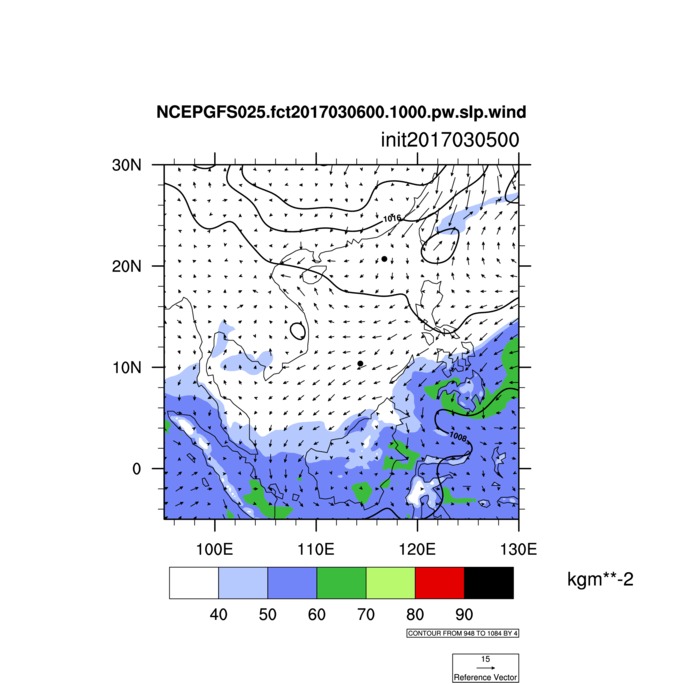 NCEPGFS025.fct2017030600.1000.pw.slp.wind
init2017030500
30N
1016
20N
10N
1008
0
100E 110E 120E 130E
kgm**-2
40 50 60 70 80 90
CONTOUR FROM 948 TO 1084 BY 4
15
Reference Vector